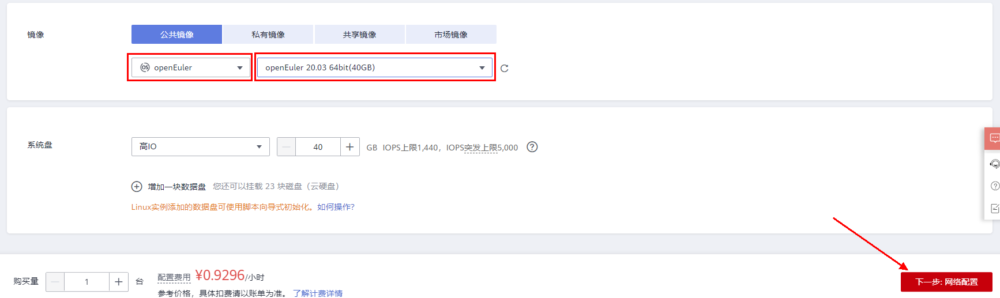 镜像
公共镜像 私有镜像 共享镜像 市场镜像
OS openEuler openEuler 20.03 64bit(40GB)
系统盘 高IO 40 GB IOPS上限1,440，IOPS突发上限5,000
增加一块数据盘 您还可以挂载 23 块磁盘（云硬盘）
Linux实例添加的数据盘可使用脚本向导式初始化。如何操作?
购买量 1 台 配置费用 ¥0.9296/小时
参考价格，具体扣费请以账单为准。 了解计费详情
下一步: 网络配置